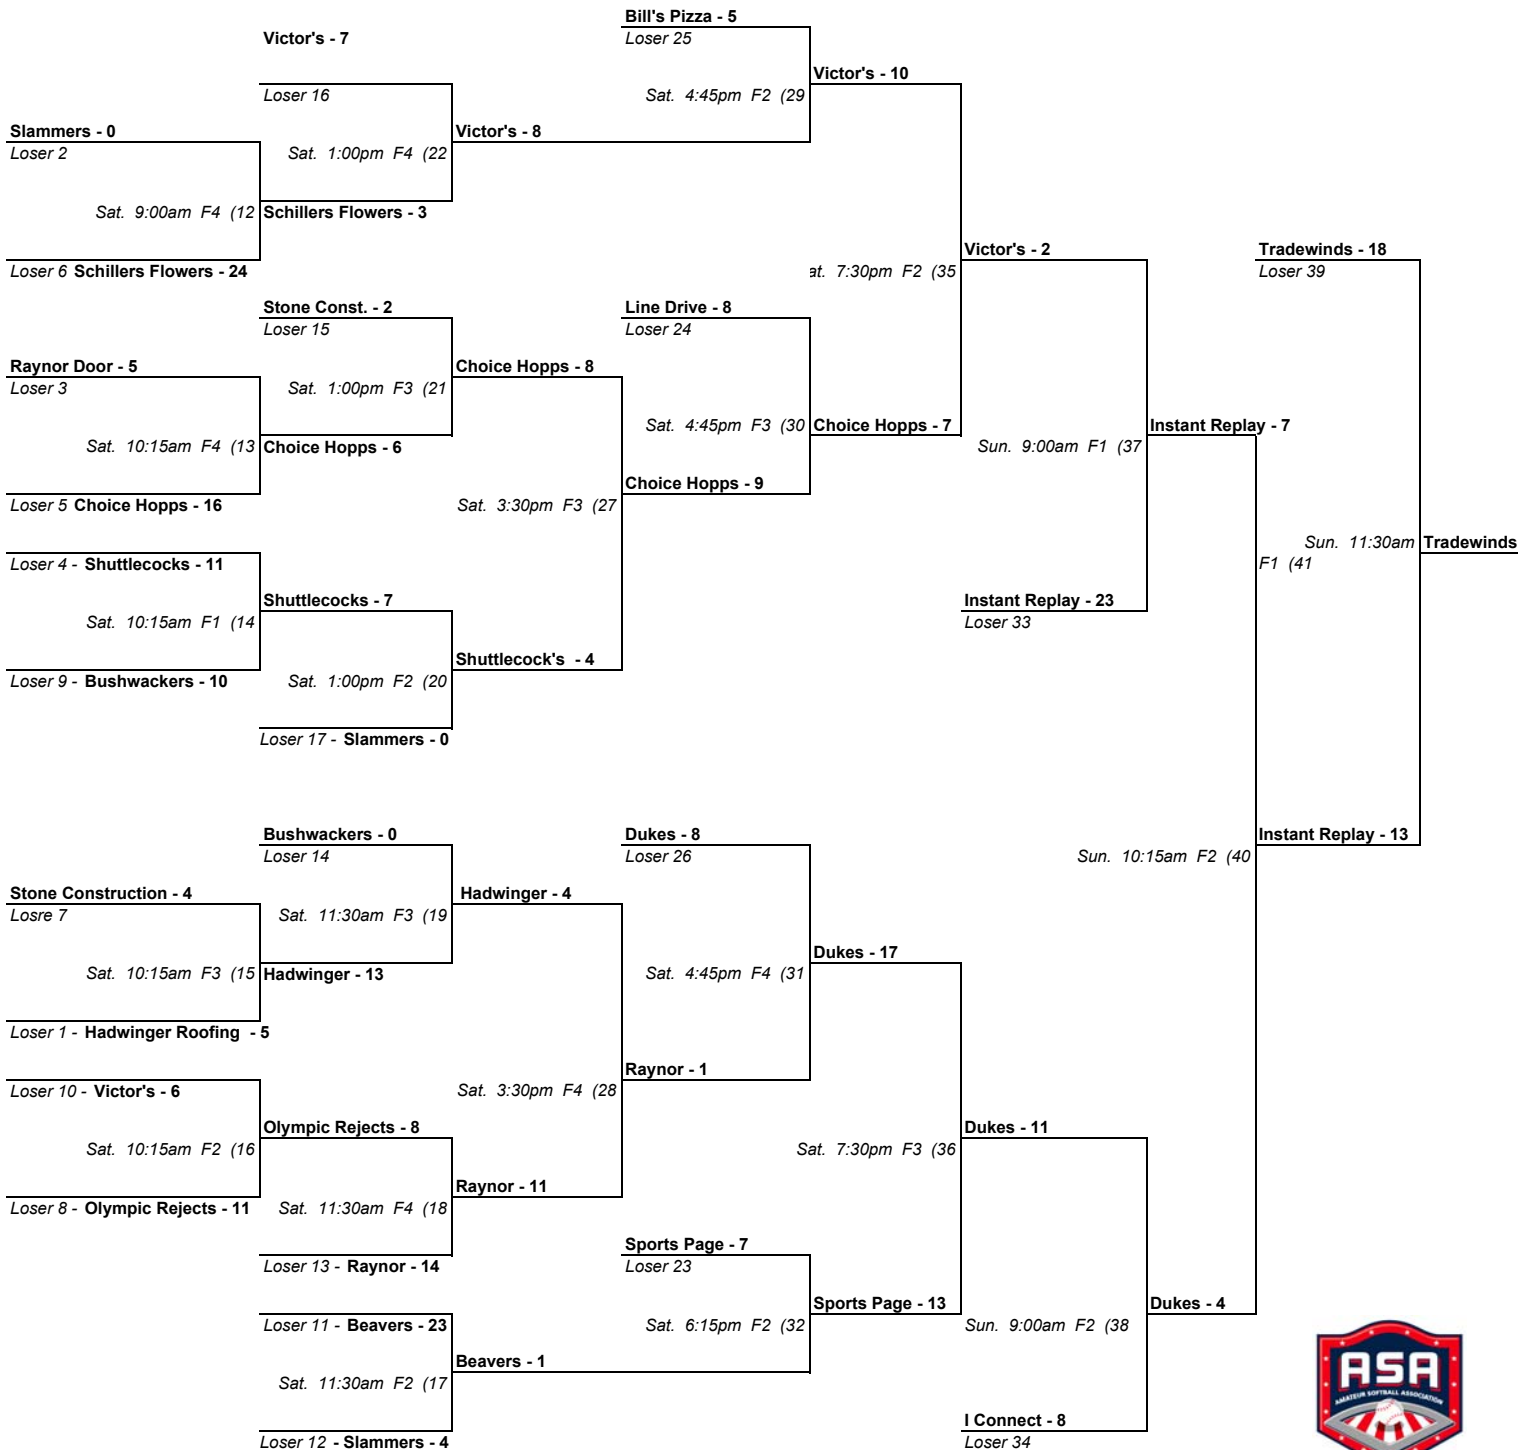 Bill's Pizza - 5
Victor's - 7
Loser 25
Victor's - 10
Loser 16
Sat. 4:45pm F2 (29
Slammers - 0
Victor's - 8
Loser 2
Sat. 1:00pm F4 (22
Sat. 9:00am F4 (12
Schillers Flowers - 3
Victor's - 2
Tradewinds - 18
Loser 6 Schillers Flowers - 24
at. 7:30pm F2 (35
Loser 39
Stone Const. - 2
Line Drive - 8
Loser 15
Loser 24
Raynor Door - 5
Choice Hopps - 8
Loser 3
Sat. 1:00pm F3 (21
Sat. 4:45pm F3 (30
Choice Hopps - 7
Instant Replay - 7
Sat. 10:15am F4 (13
Choice Hopps - 6
Sun. 9:00am F1 (37
Choice Hopps - 9
Loser 5 Choice Hopps - 16
Sat. 3:30pm F3 (27
Sun. 11:30am
Tradewinds
Loser 4 - Shuttlecocks - 11
F1 (41
Shuttlecocks - 7
Instant Replay - 23
Sat. 10:15am F1 (14
Loser 33
Shuttlecock's - 4
Loser 9 - Bushwackers - 10
Sat. 1:00pm F2 (20
Loser 17 - Slammers - 0
Bushwackers - 0
Dukes - 8
Instant Replay - 13
Loser 14
Loser 26
Sun. 10:15am F2 (40
Stone Construction - 4
Hadwinger - 4
Losre 7
Sat. 11:30am F3 (19
Dukes - 17
Sat. 10:15am F3 (15
Hadwinger - 13
Sat. 4:45pm F4 (31
Loser 1 - Hadwinger Roofing - 5
Raynor - 1
Loser 10 - Victor's - 6
Sat. 3:30pm F4 (28
Olympic Rejects - 8
Dukes - 11
Sat. 10:15am F2 (16
Sat. 7:30pm F3 (36
Raynor - 11
Loser 8 - Olympic Rejects - 11
Sat. 11:30am F4 (18
Sports Page - 7
Loser 13 - Raynor - 14
Loser 23
Sports Page - 13
Dukes - 4
Loser 11 - Beavers - 23
Sat. 6:15pm F2 (32
Sun. 9:00am F2 (38
Beavers - 1
Sat. 11:30am F2 (17
I Connect - 8
Loser 12 - Slammers - 4
Loser 34
ASA
AMATEUR SOFTBALL ASSOCIATION